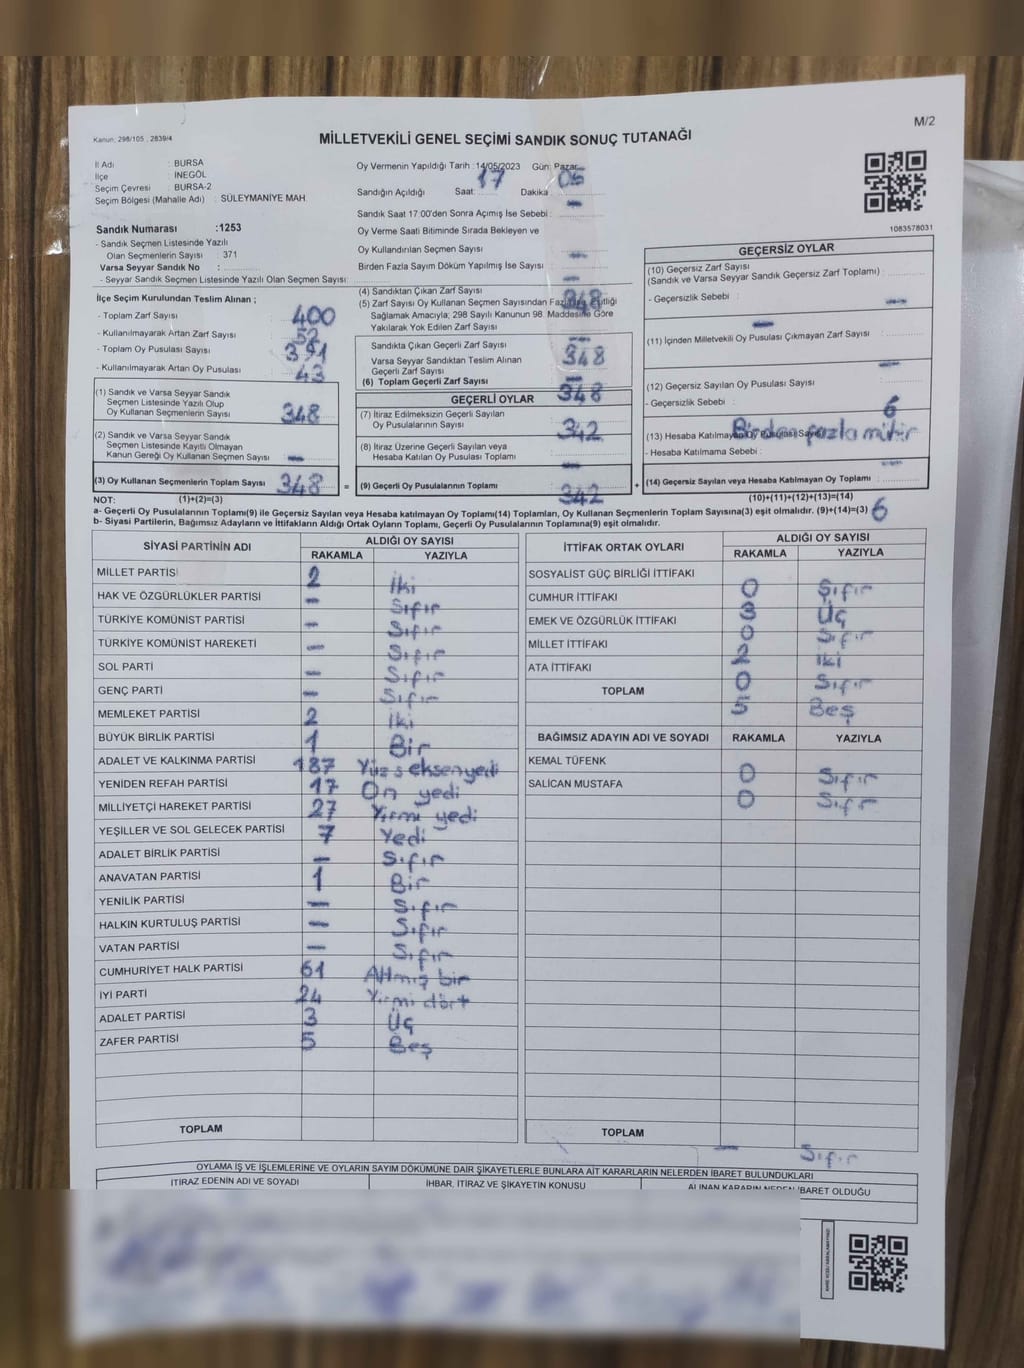 M/2
Kanun: 298/105 , 2839/4
MİLLETVEKİLİ GENEL SEÇİMİ SANDIK SONUÇ TUTANAĞI
İl Adı : BURSA
İlçe : İNEGÖL
Seçim Çevresi : BURSA-2
Seçim Bölgesi (Mahalle Adı) : SÜLEYMANİYE MAH.
Sandık Numarası :1253
- Sandık Seçmen Listesinde Yazılı
Olan Seçmenlerin Sayısı : 371
Varsa Seyyar Sandık No :
- Seyyar Sandık Seçmen Listesinde Yazılı Olan Seçmen Sayısı:
İlçe Seçim Kurulundan Teslim Alınan ;
- Toplam Zarf Sayısı 400
- Kullanılmayarak Artan Zarf Sayısı 52
- Toplam Oy Pusulası Sayısı 391
- Kullanılmayarak Artan Oy Pusulası 43
(1) Sandık ve Varsa Seyyar Sandık
Seçmen Listesinde Yazılı Olup
Oy Kullanan Seçmenlerin Sayısı 348
(2) Sandık ve Varsa Seyyar Sandık
Seçmen Listesinde Kayıtlı Olmayan
Kanun Gereği Oy Kullanan Seçmen Sayısı -
(3) Oy Kullanan Seçmenlerin Toplam Sayısı 348 =
Oy Vermenin Yapıldığı Tarih : 14/05/2023 Gün: Pazar
Sandığın Açıldığı Saat: 17 Dakika 05
Sandık Saat 17:00'den Sonra Açımış İse Sebebi : -
Oy Verme Saati Bitiminde Sırada Bekleyen ve
Oy Kullandırılan Seçmen Sayısı -
Birden Fazla Sayım Döküm Yapılmış İse Sayısı -
(4) Sandıktan Çıkan Zarf Sayısı 348
(5) Zarf Sayısı Oy Kullanan Seçmen Sayısından Fazla İse, Eşitliği
Sağlamak Amacıyla; 298 Sayılı Kanunun 98. Maddesine Göre
Yakılarak Yok Edilen Zarf Sayısı -
Sandıkta Çıkan Geçerli Zarf Sayısı 348
Varsa Seyyar Sandıktan Teslim Alınan
Geçerli Zarf Sayısı -
(6) Toplam Geçerli Zarf Sayısı 348
GEÇERLİ OYLAR
(7) İtiraz Edilmeksizin Geçerli Sayılan
Oy Pusulalarının Sayısı 342
(8) İtiraz Üzerine Geçerli Sayılan veya
Hesaba Katılan Oy Pusulası Toplamı -
(9) Geçerli Oy Pusulalarının Toplamı 342 +
1083578031
GEÇERSİZ OYLAR
(10) Geçersiz Zarf Sayısı
(Sandık ve Varsa Seyyar Sandık Geçersiz Zarf Toplamı) :
- Geçersizlik Sebebi : -
(11) İçinden Milletvekili Oy Pusulası Çıkmayan Zarf Sayısı -
(12) Geçersiz Sayılan Oy Pusulası Sayısı
- Geçersizlik Sebebi : 6
Birden fazla mühür
(13) Hesaba Katılmayan Oy Pusulası Sayısı
- Hesaba Katılmama Sebebi : -
(14) Geçersiz Sayılan veya Hesaba Katılmayan Oy Toplamı : 6
NOT: (1)+(2)=(3) (10)+(11)+(12)+(13)=(14)
a- Geçerli Oy Pusulalarının Toplamı(9) ile Geçersiz Sayılan veya Hesaba katılmayan Oy Toplamı(14) Toplamları, Oy Kullanan Seçmenlerin Toplam Sayısına(3) eşit olmalıdır. (9)+(14)=(3)
b- Siyasi Partilerin, Bağımsız Adayların ve İttifakların Aldığı Ortak Oyların Toplamı, Geçerli Oy Pusulalarının Toplamına(9) eşit olmalıdır.
SİYASİ PARTİNİN ADI ALDIĞI OY SAYISI
RAKAMLA YAZIYLA
MİLLET PARTİSİ 2 İki
HAK VE ÖZGÜRLÜKLER PARTİSİ - Sıfır
TÜRKİYE KOMÜNİST PARTİSİ - Sıfır
TÜRKİYE KOMÜNİST HAREKETİ - Sıfır
SOL PARTİ - Sıfır
GENÇ PARTİ - Sıfır
MEMLEKET PARTİSİ 2 İki
BÜYÜK BİRLİK PARTİSİ 1 Bir
ADALET VE KALKINMA PARTİSİ 187 Yüz seksen yedi
YENİDEN REFAH PARTİSİ 17 On yedi
MİLLİYETÇİ HAREKET PARTİSİ 27 Yirmi yedi
YEŞİLLER VE SOL GELECEK PARTİSİ 7 Yedi
ADALET BİRLİK PARTİSİ - Sıfır
ANAVATAN PARTİSİ 1 Bir
YENİLİK PARTİSİ - Sıfır
HALKIN KURTULUŞ PARTİSİ - Sıfır
VATAN PARTİSİ - Sıfır
CUMHURİYET HALK PARTİSİ 61 Altmış bir
İYİ PARTİ 24 Yirmi dört
ADALET PARTİSİ 3 Üç
ZAFER PARTİSİ 5 Beş
TOPLAM
İTTİFAK ORTAK OYLARI ALDIĞI OY SAYISI
RAKAMLA YAZIYLA
SOSYALİST GÜÇ BİRLİĞİ İTTİFAKI 0 Sıfır
CUMHUR İTTİFAKI 3 Üç
EMEK VE ÖZGÜRLÜK İTTİFAKI 0 Sıfır
MİLLET İTTİFAKI 2 İki
ATA İTTİFAKI 0 Sıfır
TOPLAM 5 Beş
BAĞIMSIZ ADAYIN ADI VE SOYADI RAKAMLA YAZIYLA
KEMAL TÜFENK 0 Sıfır
SALİCAN MUSTAFA 0 Sıfr
TOPLAM - Sıfır
OYLAMA İŞ VE İŞLEMLERİNE VE OYLARIN SAYIM DÖKÜMÜNE DAİR ŞİKAYETLERLE BUNLARA AİT KARARLARIN NELERDEN İBARET BULUNDUKLARI
İTİRAZ EDENİN ADI VE SOYADI İHBAR, İTİRAZ VE ŞİKAYETİN KONUSU ALINAN KARARIN NEDEN İBARET OLDUĞU